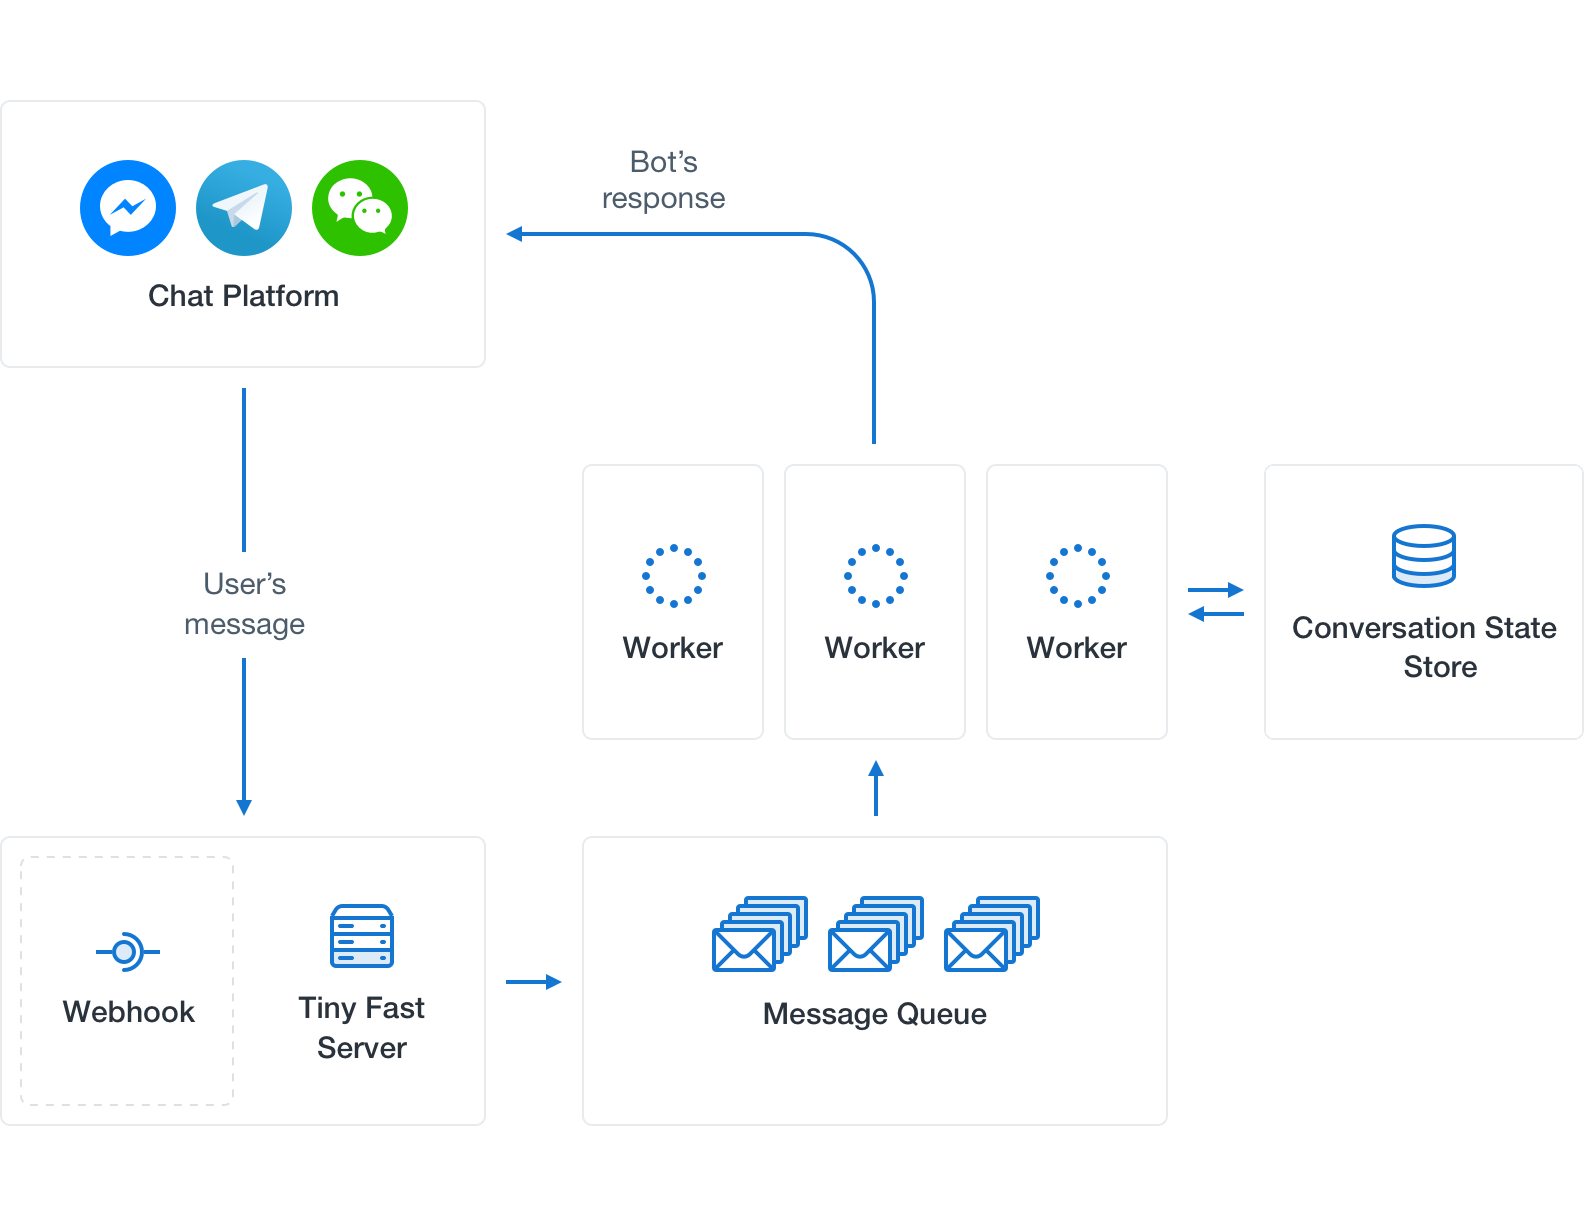 Bot’s
response
Chat Platform
User’s
message
Worker
Worker
Worker
Conversation State
Store
Webhook
Tiny Fast
Server
Message Queue